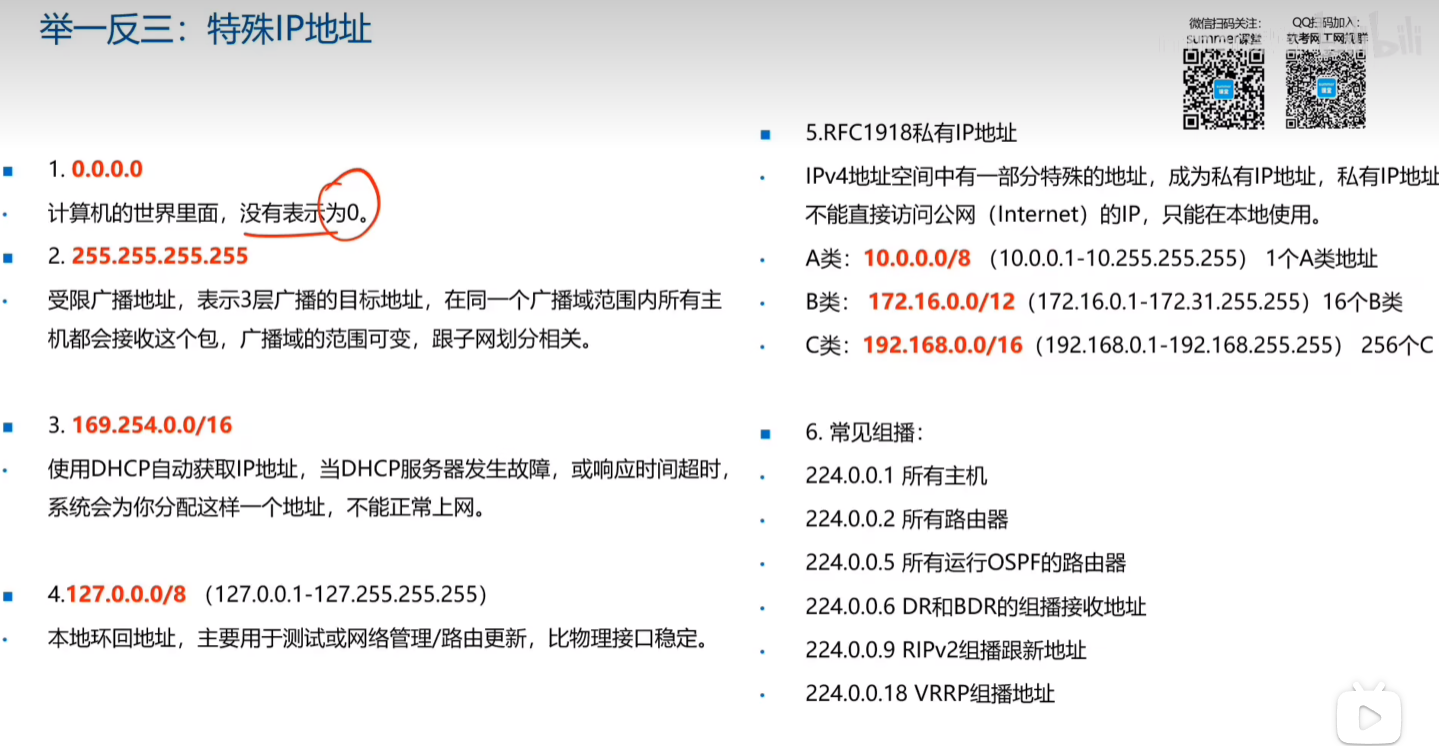 举一反三：特殊IP地址
微信扫码关注：
summer课堂
QQ扫码加入：
软考网工网规群
bili
1. 0.0.0.0
计算机的世界里面，没有表示为0。
2. 255.255.255.255
受限广播地址，表示3层广播的目标地址，在同一个广播域范围内所有主
机都会接收这个包，广播域的范围可变，跟子网划分相关。
3. 169.254.0.0/16
使用DHCP自动获取IP地址，当DHCP服务器发生故障，或响应时间超时，
系统会为你分配这样一个地址，不能正常上网。
4.127.0.0.0/8 （127.0.0.1-127.255.255.255）
本地环回地址，主要用于测试或网络管理/路由更新，比物理接口稳定。
5.RFC1918私有IP地址
IPv4地址空间中有一部分特殊的地址，成为私有IP地址，私有IP地址
不能直接访问公网（Internet）的IP，只能在本地使用。
A类：10.0.0.0/8 （10.0.0.1-10.255.255.255） 1个A类地址
B类： 172.16.0.0/12（172.16.0.1-172.31.255.255）16个B类
C类：192.168.0.0/16（192.168.0.1-192.168.255.255） 256个C
6. 常见组播：
224.0.0.1 所有主机
224.0.0.2 所有路由器
224.0.0.5 所有运行OSPF的路由器
224.0.0.6 DR和BDR的组播接收地址
224.0.0.9 RIPv2组播跟新地址
224.0.0.18 VRRP组播地址